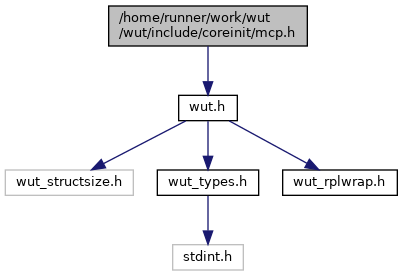 /home/runner/work/wut
/wut/include/coreinit/mcp.h
wut.h
wut_structsize.h
wut_types.h
wut_rplwrap.h
stdint.h